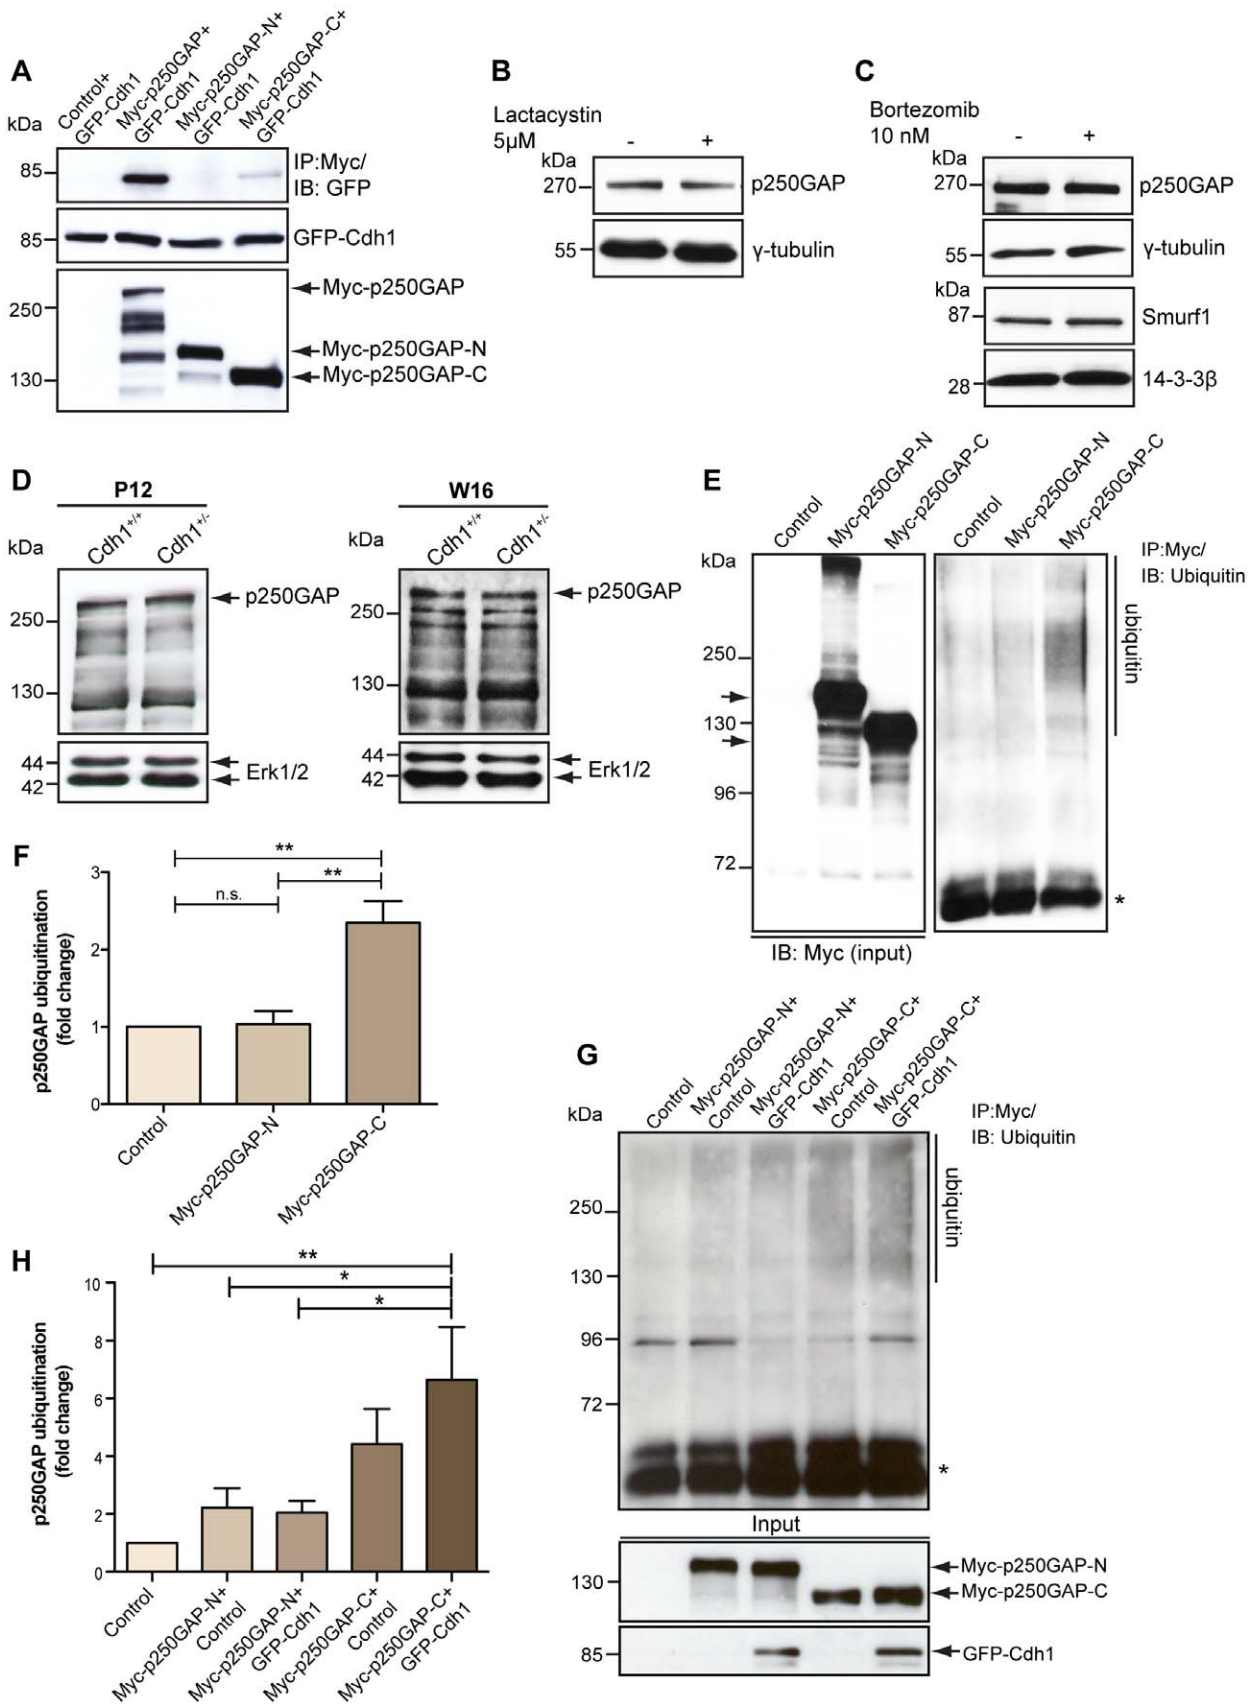 A
kDa
Control+
GFP-Cdh1
Myc-p250GAP+
GFP-Cdh1
Myc-p250GAP-N+
GFP-Cdh1
Myc-p250GAP-C+
GFP-Cdh1
85
IP:Myc/
IB: GFP
85
GFP-Cdh1
Myc-p250GAP
250
Myc-p250GAP-N
130
Myc-p250GAP-C
B
Lactacystin
5µM
- +
kDa
270
p250GAP
55
γ-tubulin
C
Bortezomib
10 nM
- +
kDa
270
p250GAP
55
γ-tubulin
kDa
87
Smurf1
28
14-3-3β
D
P12
Cdh1+/+
Cdh1+/-
kDa
p250GAP
250
130
44
42
Erk1/2
W16
Cdh1+/+
Cdh1+/-
kDa
p250GAP
250
130
44
42
Erk1/2
E
Control
Myc-p250GAP-N
Myc-p250GAP-C
Control
Myc-p250GAP-N
Myc-p250GAP-C
kDa
IP:Myc/
IB: Ubiquitin
ubiquitin
250
130
96
72
*
IB: Myc (input)
F
p250GAP ubiquitination
(fold change)
3
2
1
0
**
**
n.s.
Control
Myc-p250GAP-N
Myc-p250GAP-C
G
kDa
Control
Myc-p250GAP-N+
Control
Myc-p250GAP-N+
GFP-Cdh1
Myc-p250GAP-C+
Control
Myc-p250GAP-C+
GFP-Cdh1
IP:Myc/
IB: Ubiquitin
ubiquitin
250
130
96
72
*
Input
Myc-p250GAP-N
130
Myc-p250GAP-C
85
GFP-Cdh1
H
p250GAP ubiquitination
(fold change)
10
8
6
4
2
0
**
*
*
Control
Myc-p250GAP-N+
Control
Myc-p250GAP-N+
GFP-Cdh1
Myc-p250GAP-C+
Control
Myc-p250GAP-C+
GFP-Cdh1